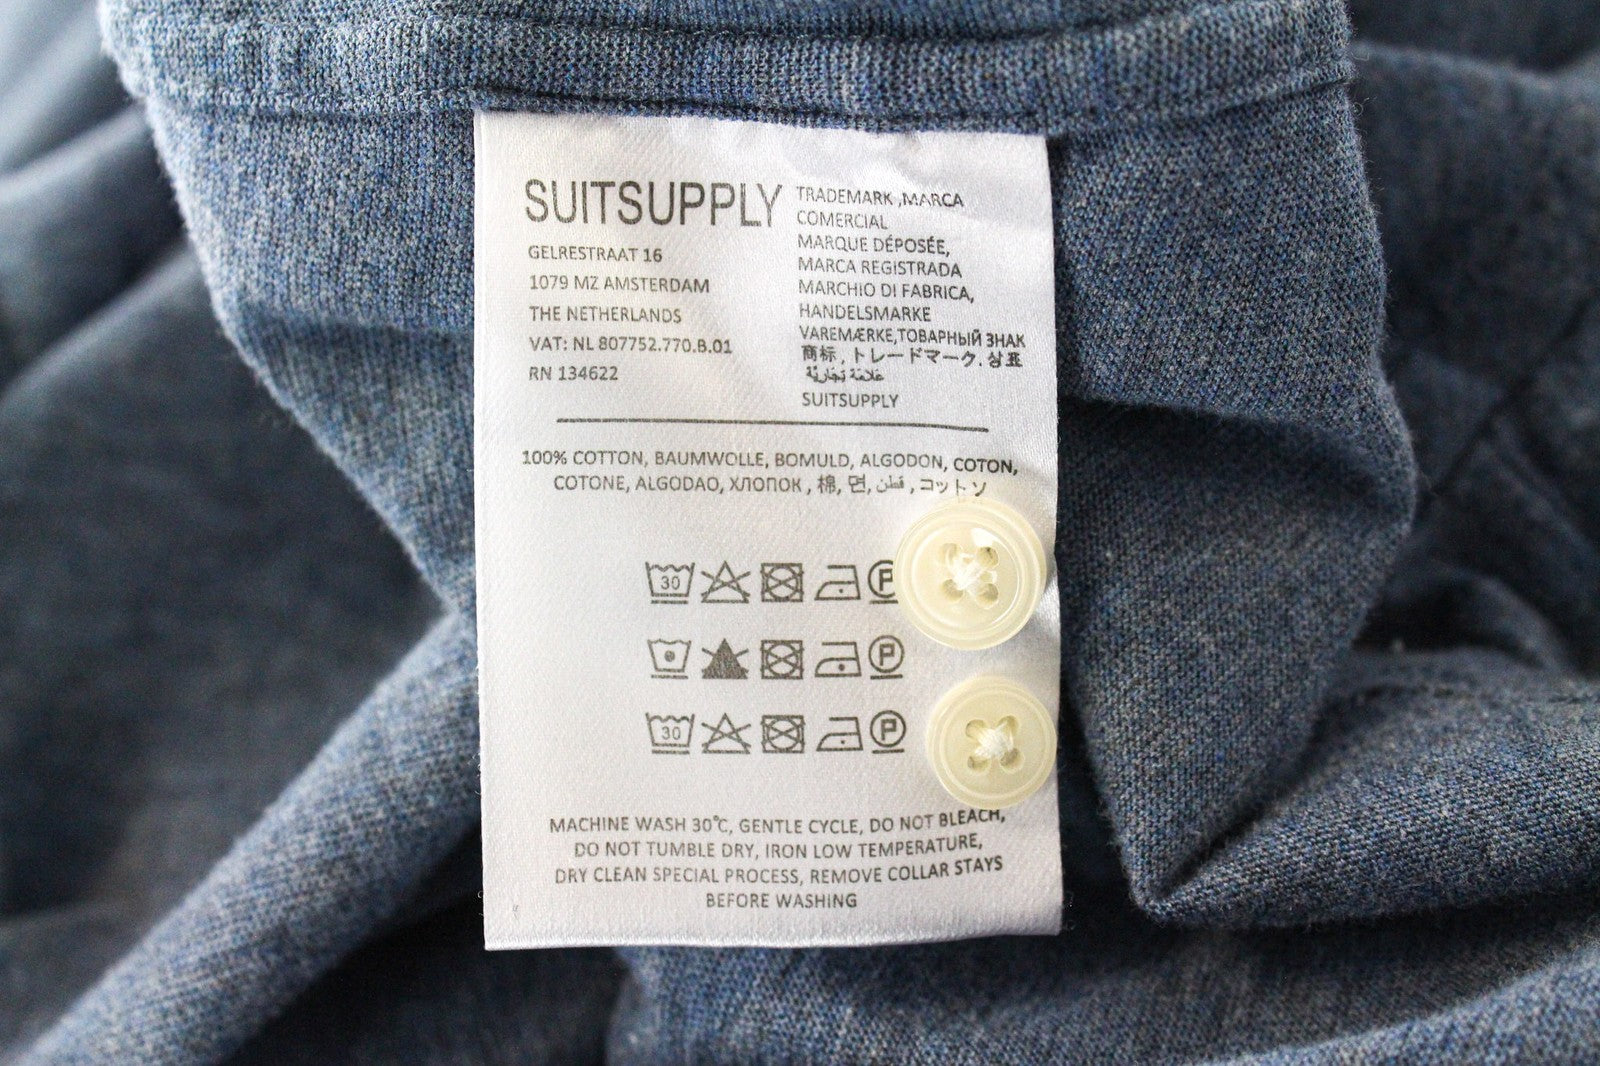 SUITSUPPLY
GELRESTRAAT 16
1079 MZ AMSTERDAM
THE NETHERLANDS
VAT: NL 807752.770.B.01
RN 134622
TRADEMARK ,MARCA
COMERCIAL
MARQUE DÉPOSÉE,
MARCA REGISTRADA
MARCHIO DI FABRICA,
HANDELSMARKE
VAREMÆRKE,ТОВАРНЫЙ ЗНАК
商标 , トレードマーク. 상표
علامة تجارية
SUITSUPPLY
100% COTTON, BAUMWOLLE, BOMULD, ALGODON, COTON,
COTONE, ALGODAO, ХЛОПОК , 棉, 면, قطن , コットン
30
P
P
30
P
MACHINE WASH 30℃, GENTLE CYCLE, DO NOT BLEACH,
DO NOT TUMBLE DRY, IRON LOW TEMPERATURE,
DRY CLEAN SPECIAL PROCESS, REMOVE COLLAR STAYS
BEFORE WASHING